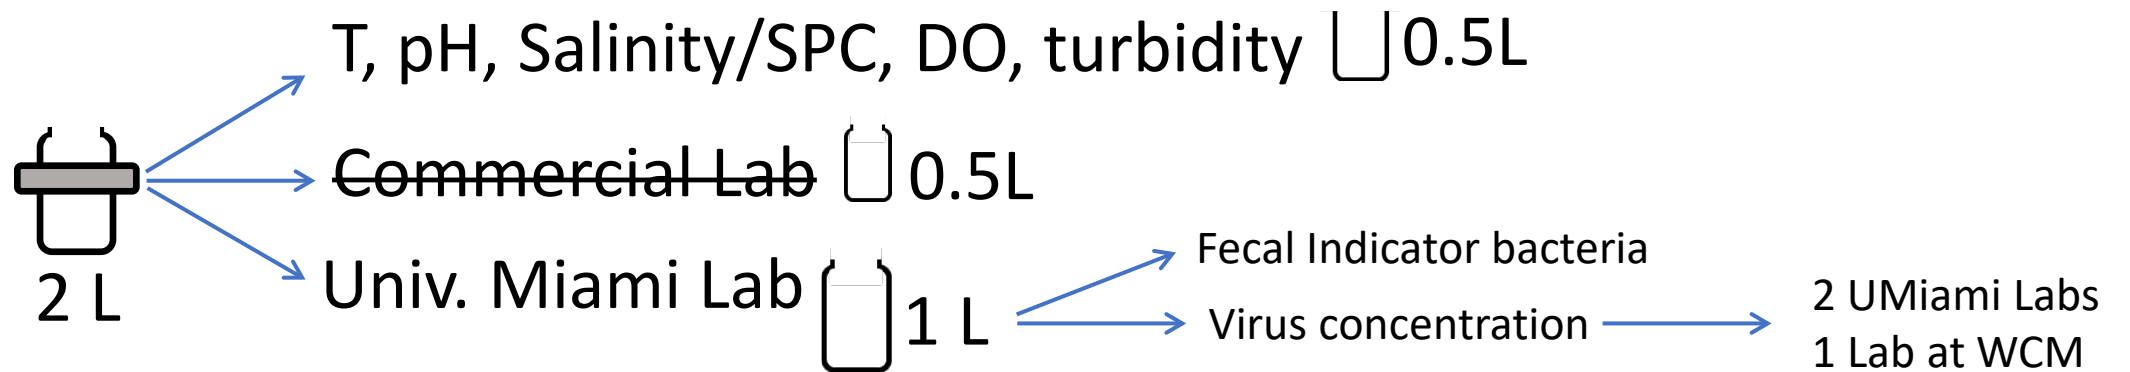 T, pH, Salinity/SPC, DO, turbidity 0.5L
Commercial Lab 0.5L
2 L
Univ. Miami Lab 1 L
Fecal Indicator bacteria
Virus concentration
2 UMiami Labs
1 Lab at WCM